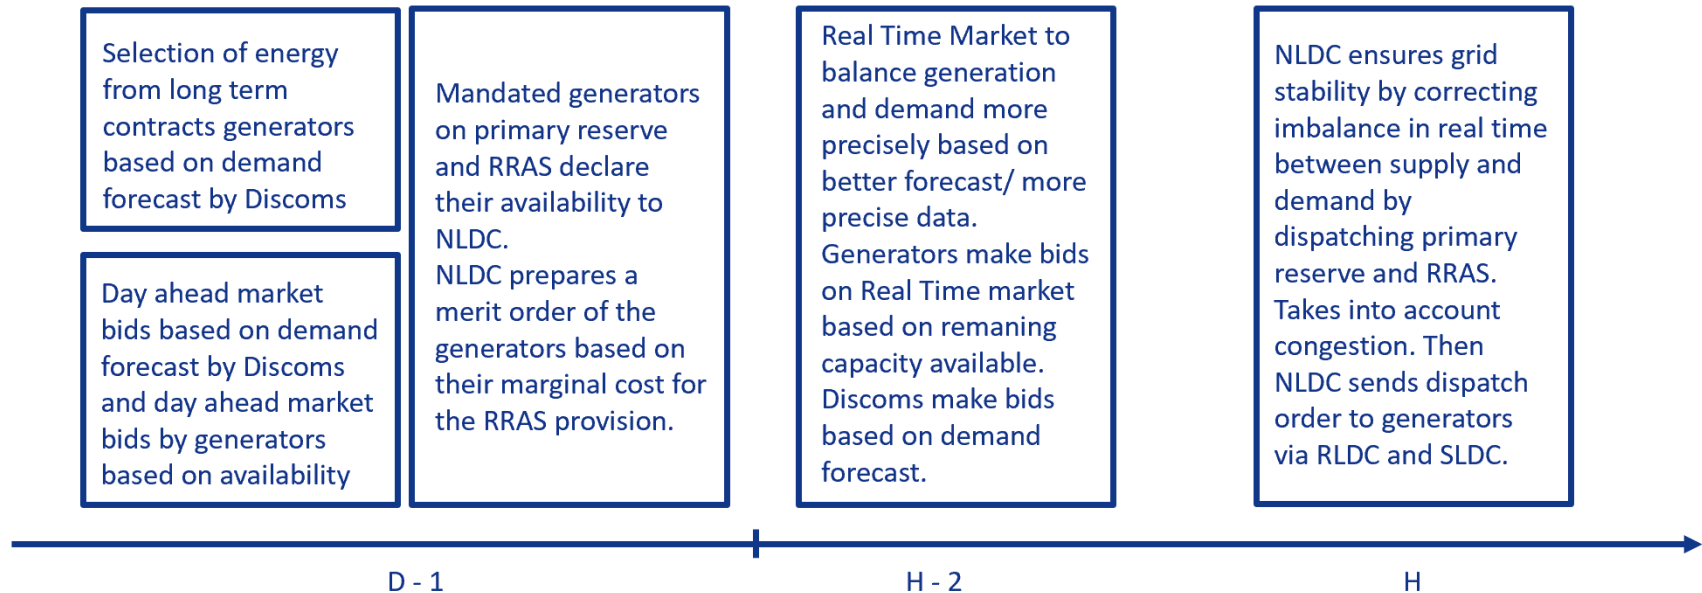 Selection of energy
from long term
contracts generators
based on demand
forecast by Discoms
Day ahead market
bids based on demand
forecast by Discoms
and day ahead market
bids by generators
based on availability
Mandated generators
on primary reserve
and RRAS declare
their availability to
NLDC.
NLDC prepares a
merit order of the
generators based on
their marginal cost for
the RRAS provision.
Real Time Market to
balance generation
and demand more
precisely based on
better forecast/ more
precise data.
Generators make bids
on Real Time market
based on remaning
capacity available.
Discoms make bids
based on demand
forecast.
NLDC ensures grid
stability by correcting
imbalance in real time
between supply and
demand by
dispatching primary
reserve and RRAS.
Takes into account
congestion. Then
NLDC sends dispatch
order to generators
via RLDC and SLDC.
D - 1
H - 2
H